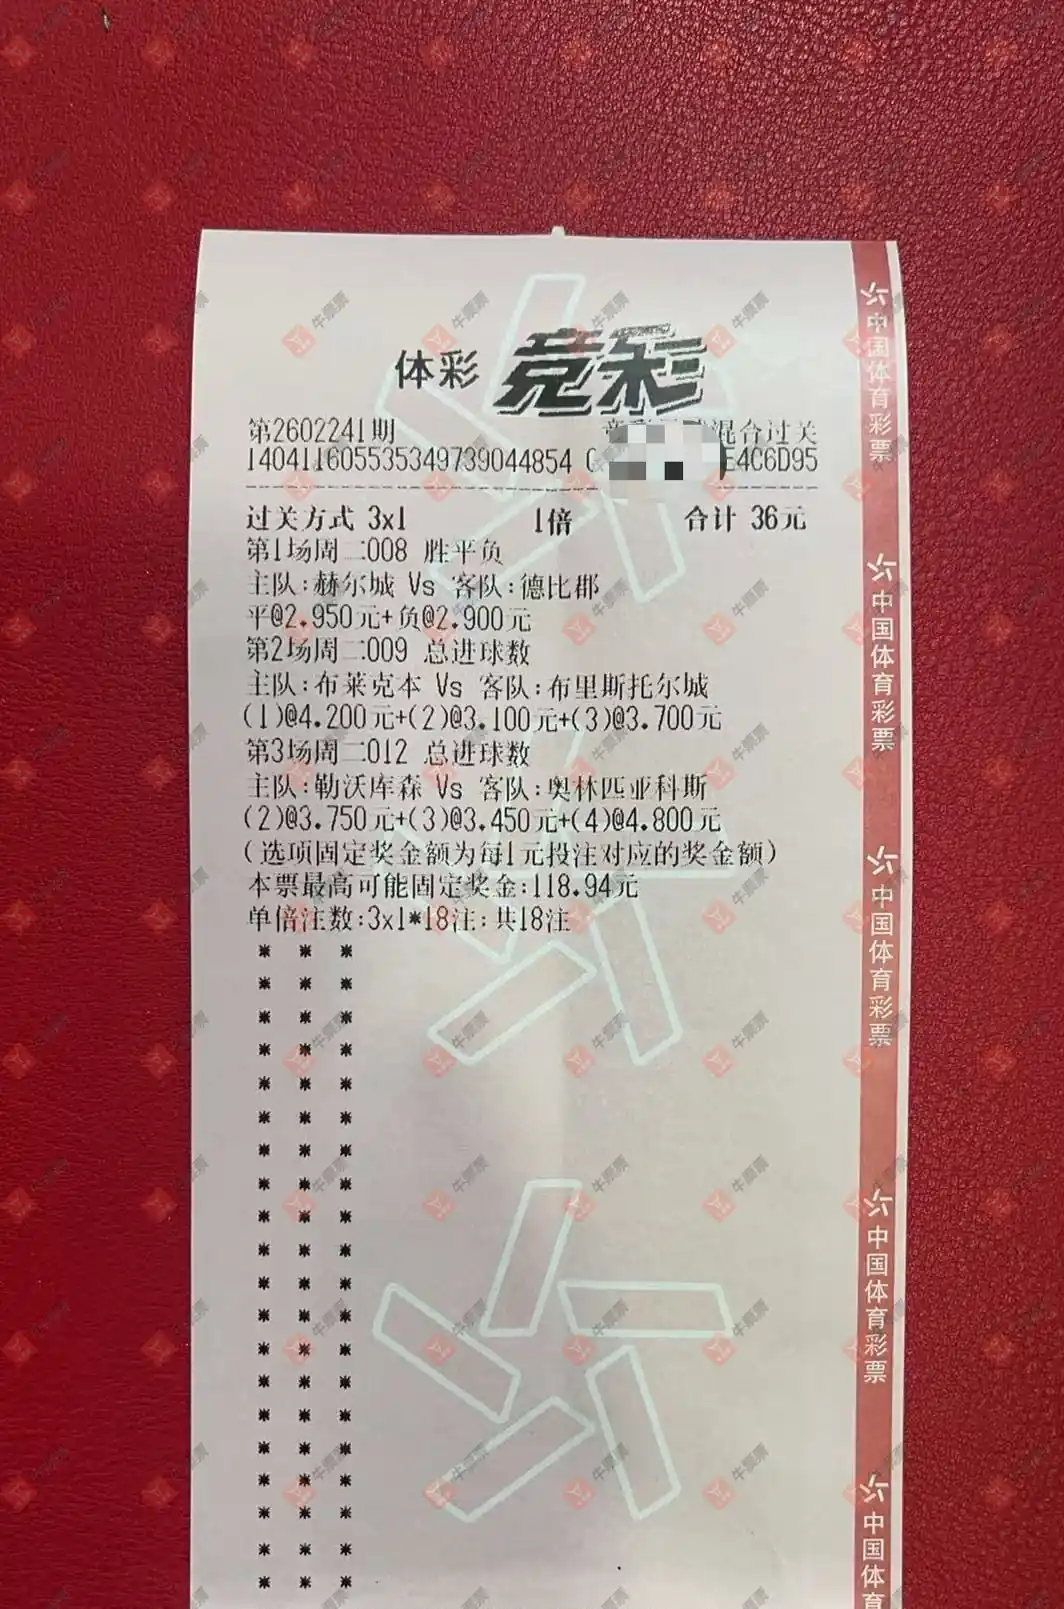 体彩 竞彩
第2602241期 混合过关
140411605535349739044854 E4C6D95
过关方式 3x1 1倍 合计 36元
第1场周二008 胜平负
主队:赫尔城 Vs 客队:德比郡
平@2.950元+负@2.900元
第2场周二009 总进球数
主队:布莱克本 Vs 客队:布里斯托尔城
(1)@4.200元+(2)@3.100元+(3)@3.700元
第3场周二012 总进球数
主队:勒沃库森 Vs 客队:奥林匹亚科斯
(2)@3.750元+(3)@3.450元+(4)@4.800元
(选项固定奖金额为每1元投注对应的奖金额)
本票最高可能固定奖金:118.94元
单倍注数:3x1*18注:共18注
中国体育彩票
中国体育彩票
中国体育彩票
中国体育彩票
中国体育
牛票票